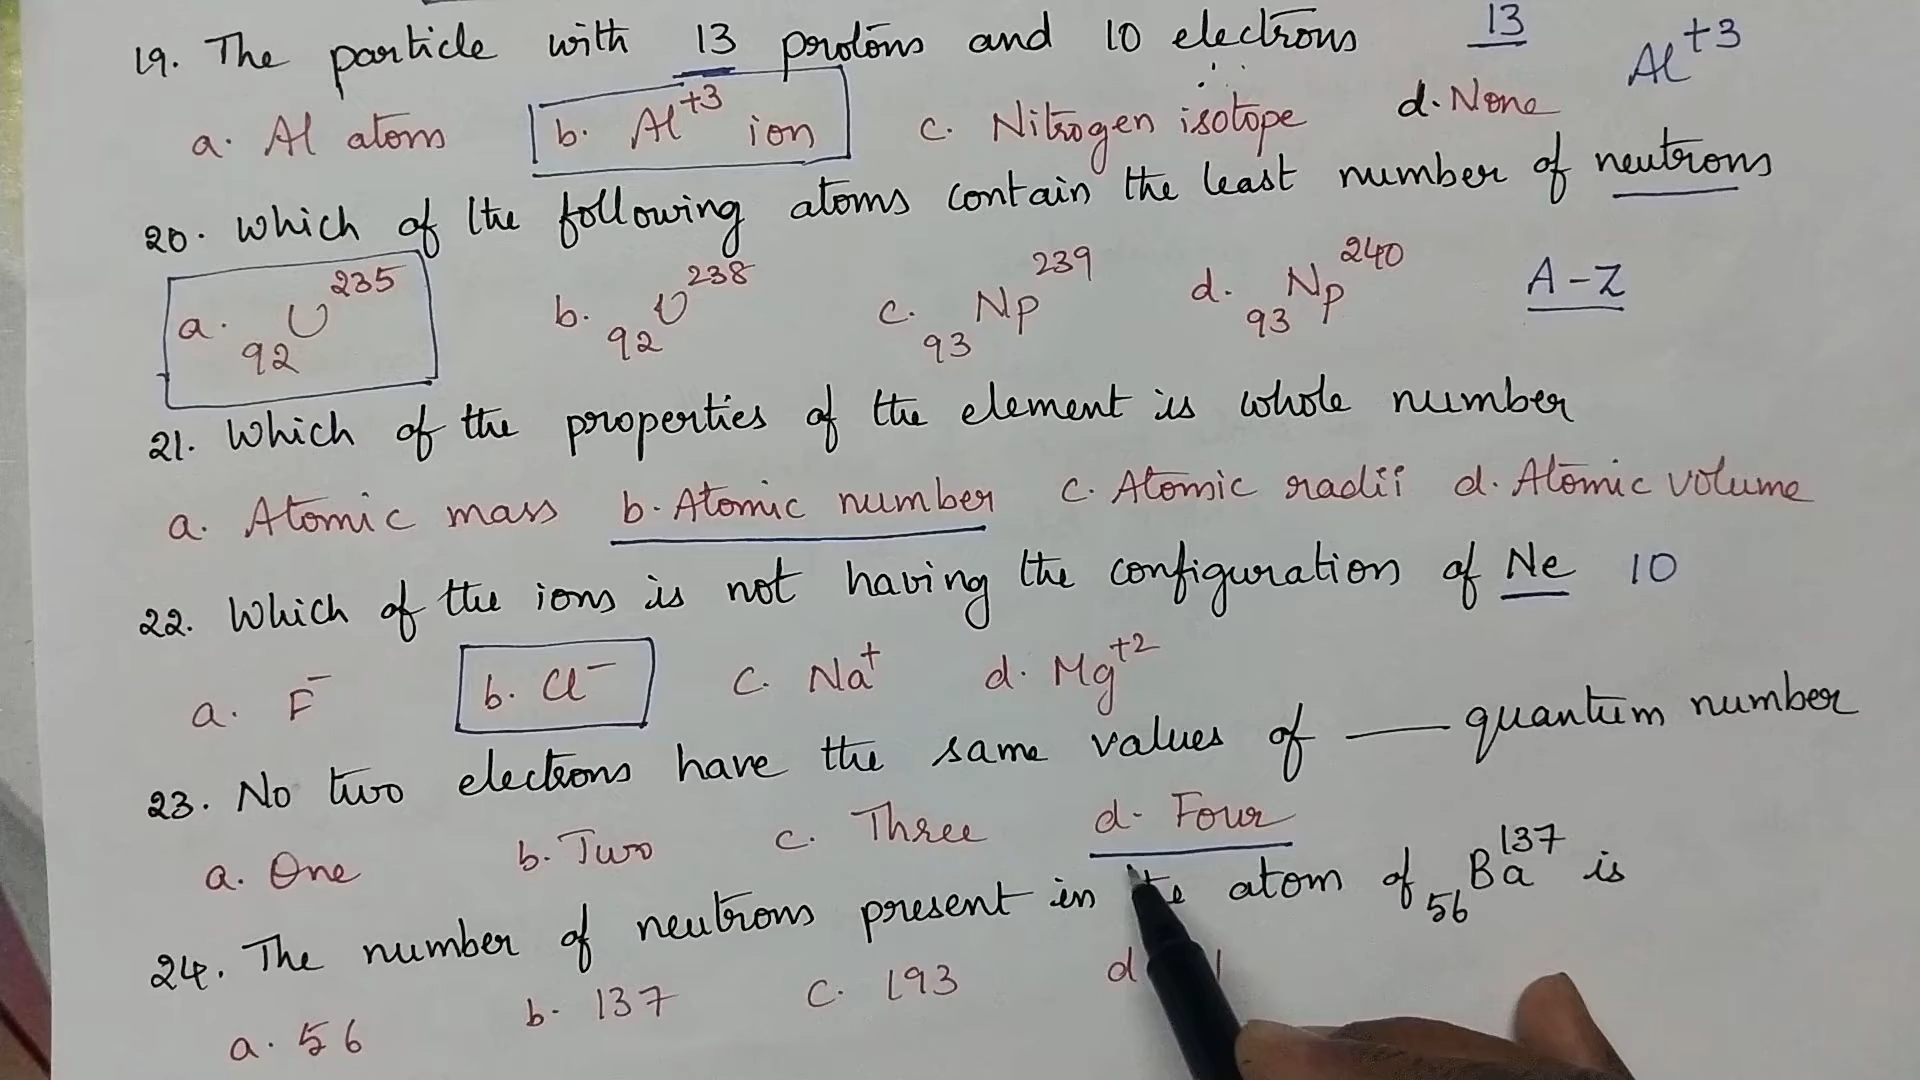 19. The particle with 13 protons and 10 electrons 13 Al+3
a. Al atom b. Al+3 ion c. Nitrogen isotope d. None
20. Which of the following atoms contain the least number of neutrons
a. 92U235 b. 92U238 c. 93Np239 d. 93Np240 A-Z
21. Which of the properties of the element is whole number
a. Atomic mass b. Atomic number c. Atomic radii d. Atomic volume
22. Which of the ions is not having the configuration of Ne 10
a. F- b. Cl- c. Na+ d. Mg+2
23. No two electrons have the same values of — quantum number
a. One b. Two c. Three d. Four
24. The number of neutrons present in the atom of 56Ba137 is
a. 56 b. 137 c. 193 d